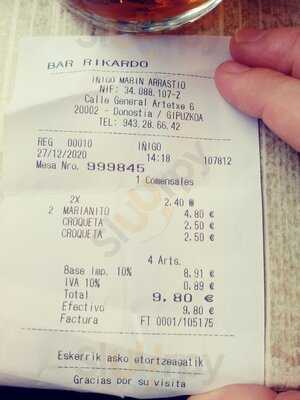 BAR RIKARDO
IÑIGO MARIN ARRASTIO
NIF: 34.088.107-Z
Calle General Artetxe 6
20002 - Donostia / GIPUZKOA
TEL: 943.28.66.42
REG 00010 IÑIGO
27/12/2020 14:18 107812
Mesa Nro. 999845
1 Comensales
2X 2.40 @
2 MARIANITO 4.80 €
CROQUETA 2.50 €
CROQUETA 2.50 €
4 Arts.
Base Imp. 10% 8.91 €
IVA 10% 0.89 €
Total 9,80 €
Efectivo 9.80 €
Factura FT 0001/105175
Eskerrik asko etortzeagatik
Gracias por su visita